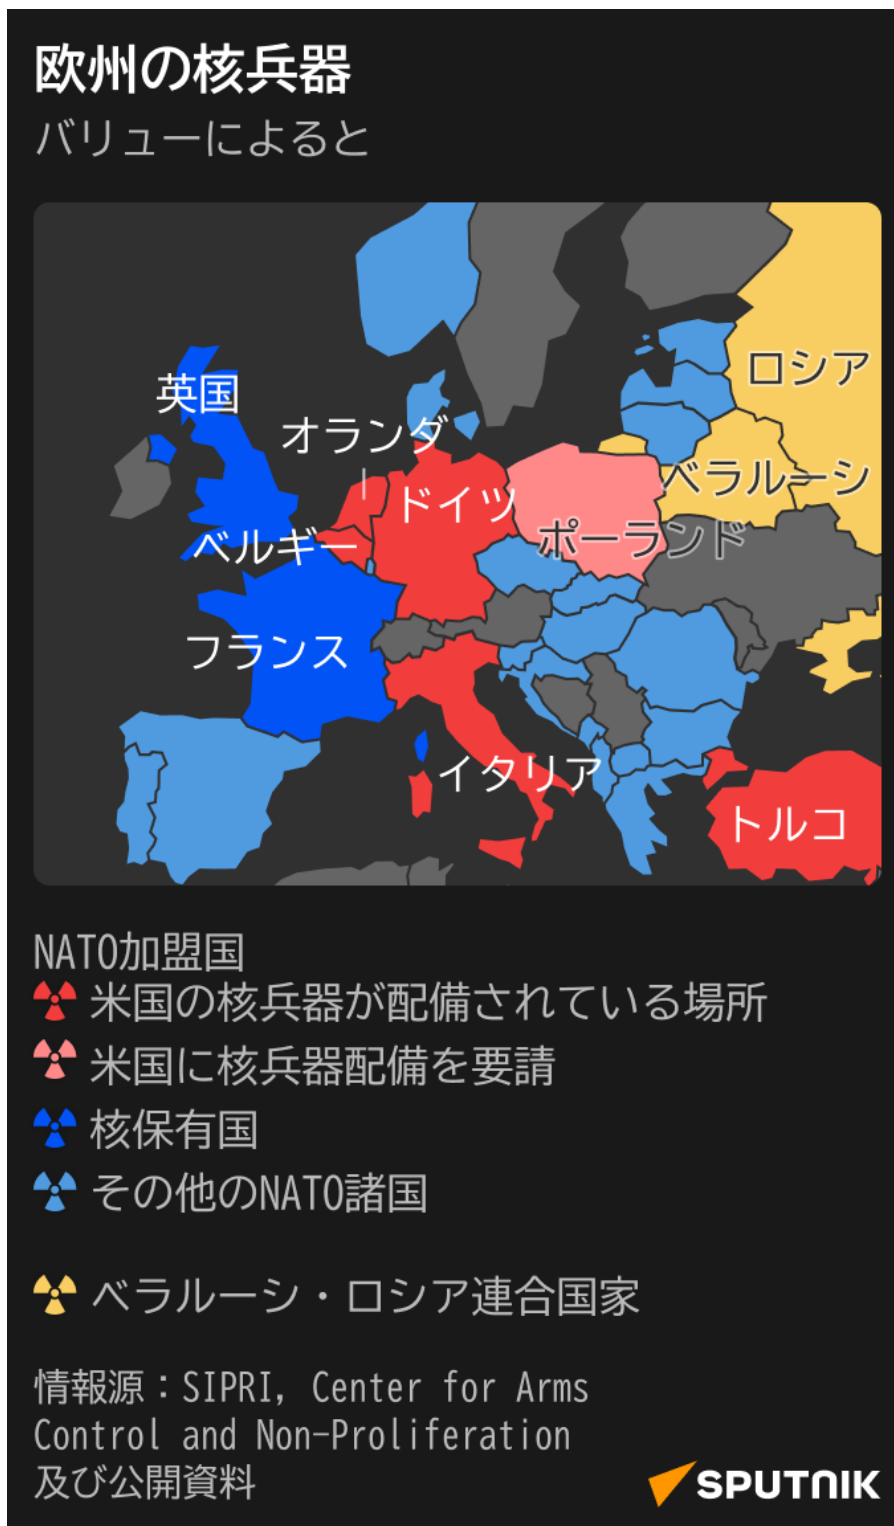 欧州の核兵器
バリューによると
ロシア
英国
オランダ
ベラルーシ
ドイツ
ポーランド
ベルギー
フランス
イタリア
トルコ
NATO加盟国
米国の核兵器が配備されている場所
米国に核兵器配備を要請
核保有国
その他のNATO諸国
ベラルーシ・ロシア連合国家
情報源：SIPRI, Center for Arms
Control and Non-Proliferation
及び公開資料
SPUTNIK